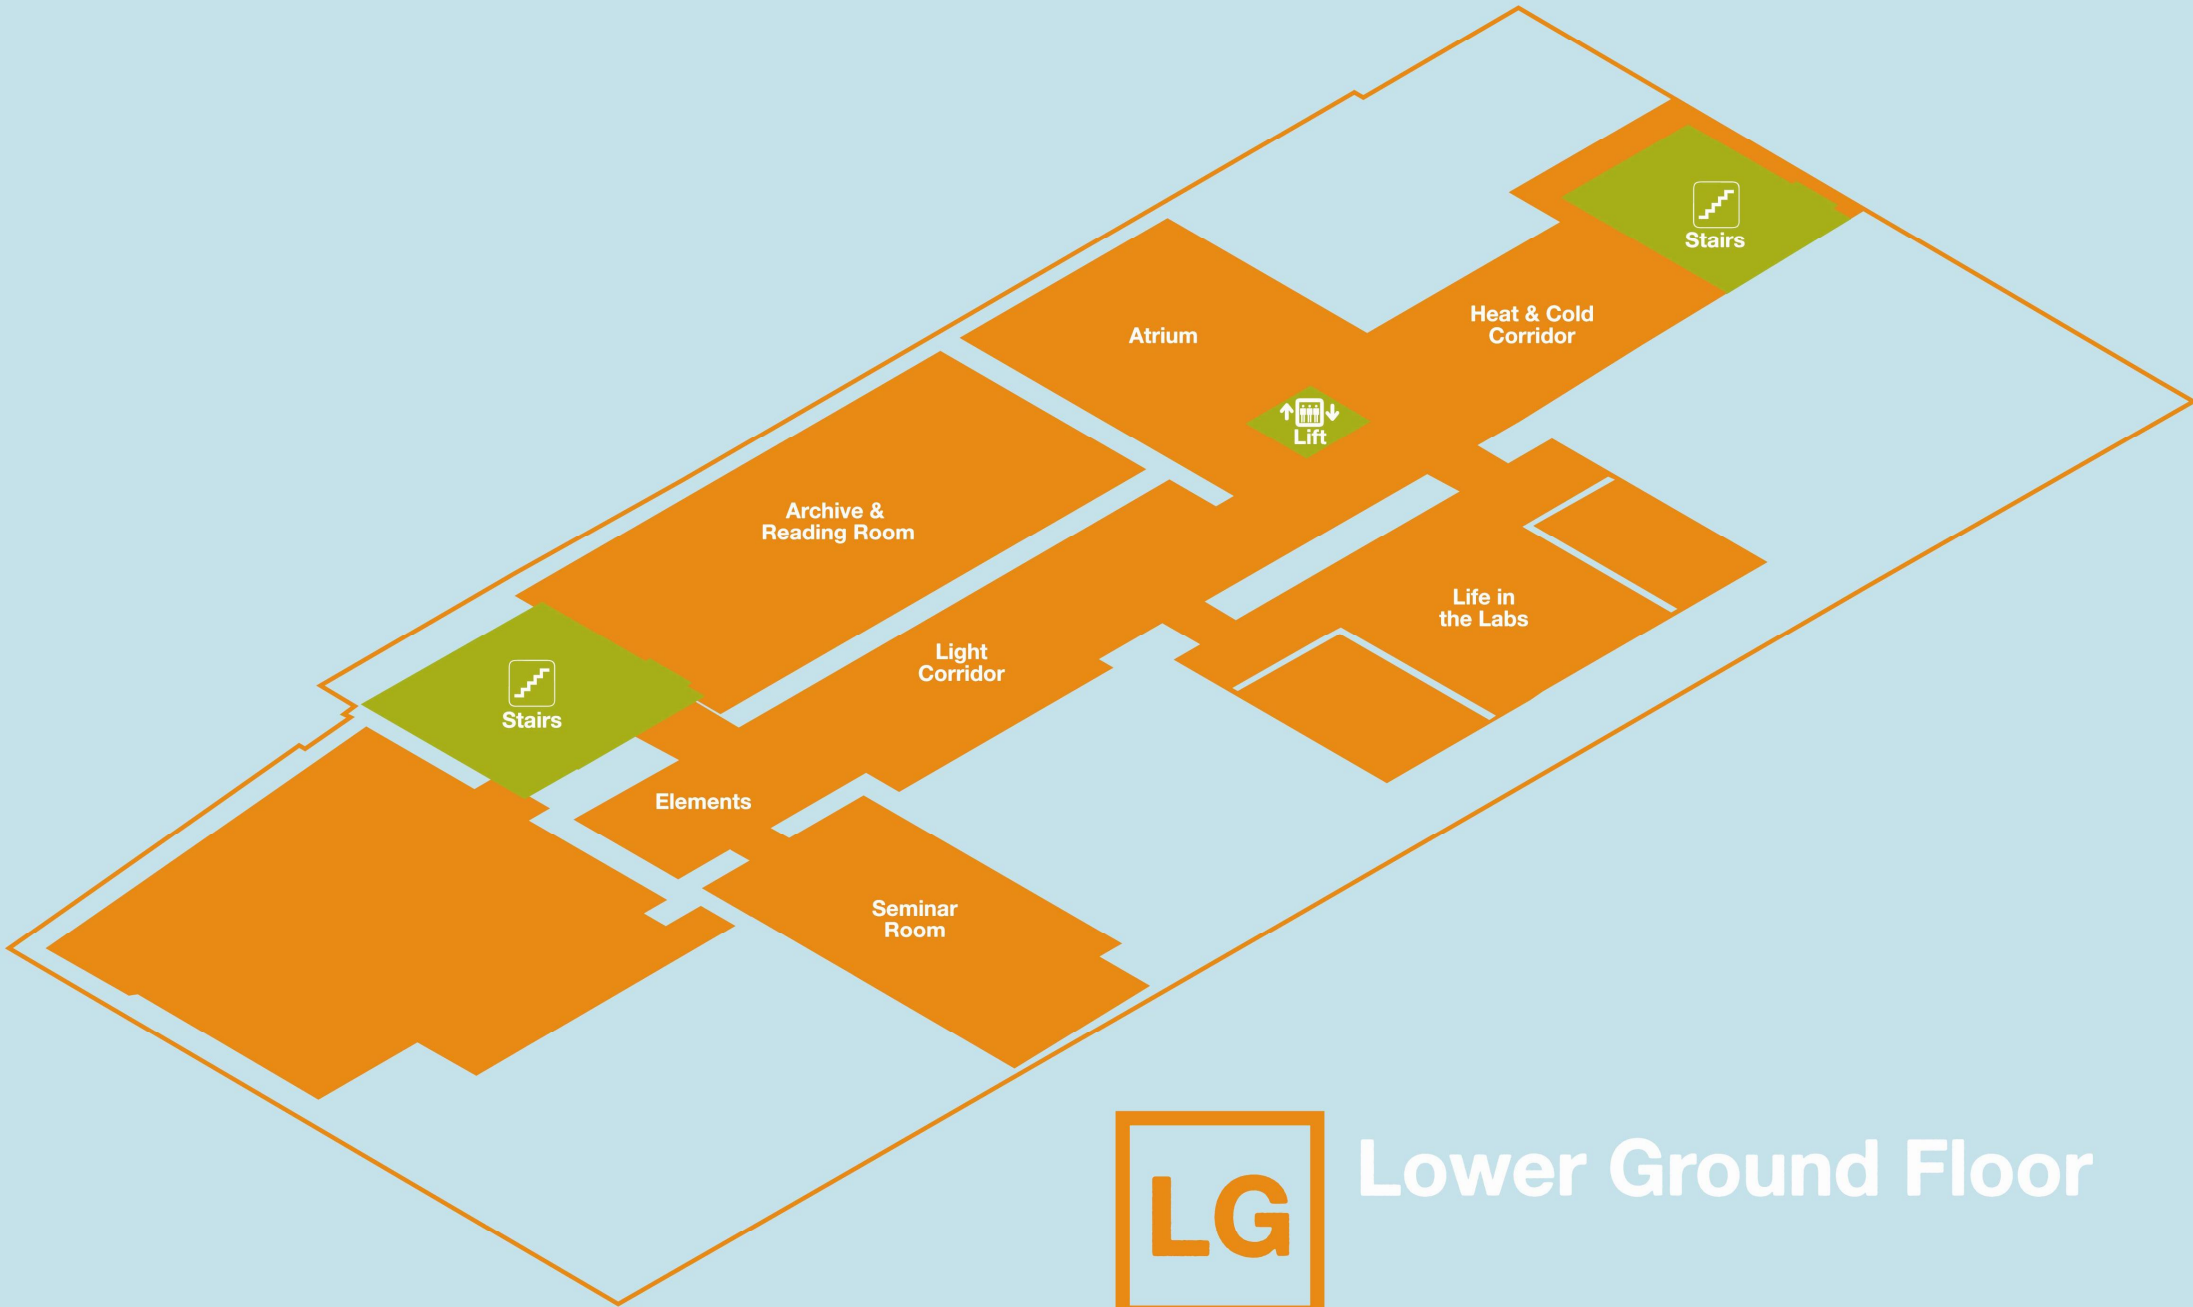 Stairs
Heat & Cold
Corridor
Atrium
Lift
Archive &
Reading Room
Life in
the Labs
Light
Corridor
Stairs
Elements
Seminar
Room
LG
Lower Ground Floor